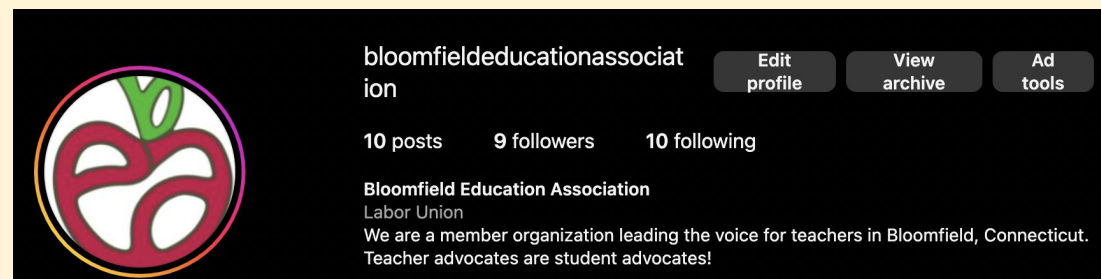 bloomfieldeducationassociat
ion
Edit
profile
View
archive
Ad
tools
10 posts 9 followers 10 following
Bloomfield Education Association
Labor Union
We are a member organization leading the voice for teachers in Bloomfield, Connecticut.
Teacher advocates are student advocates!
bea